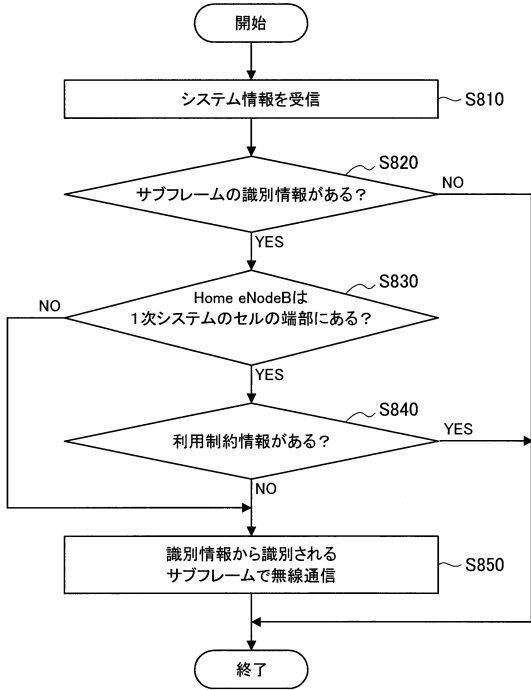 開始
システム情報を受信
S810
サブフレームの識別情報がある?
S820
NO
YES
Home eNodeBは
1次システムのセルの端部にある?
S830
NO
YES
利用制約情報がある?
S840
YES
NO
識別情報から識別される
サブフレームで無線通信
S850
終了